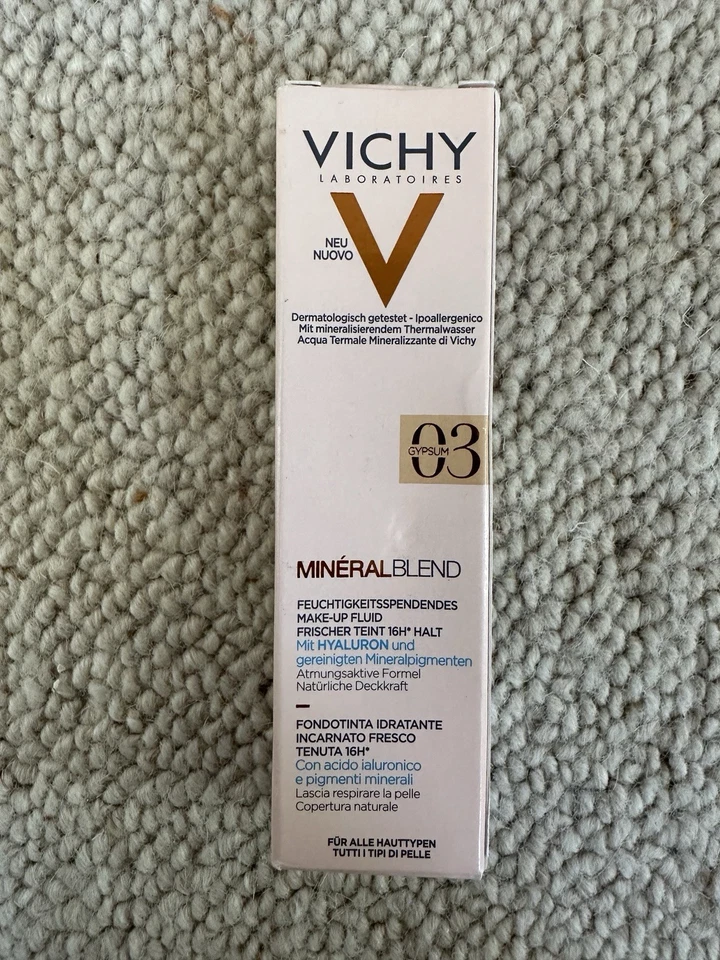 VICHY
LABORATOIRES
NEU
NUOVO
Dermatologisch getestet - Ipoallergenico
Mit mineralisierendem Thermalwasser
Acqua Termale Mineralizzante di Vichy
03
GYPSUM
MINÉRALBLEND
FEUCHTIGKEITSSPENDENDES
MAKE-UP FLUID
FRISCHER TEINT 16H* HALT
Mit HYALURON und
gereinigten Mineralpigmenten
Atmungsaktive Formel
Natürliche Deckkraft
FONDOTINTA IDRATANTE
INCARNATO FRESCO
TENUTA 16H*
Con acido ialuronico
e pigmenti minerali
Lascia respirare la pelle
Copertura naturale
FÜR ALLE HAUTTYPEN
TUTTI I TIPI DI PELLE